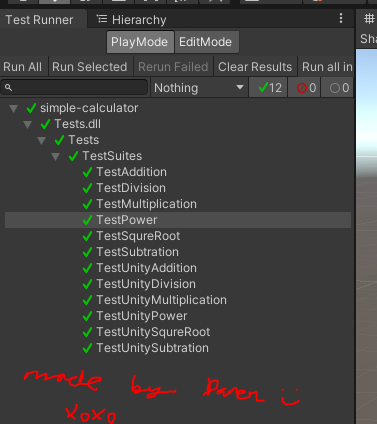 Test Runner Hierarchy
PlayMode EditMode
Run All Run Selected Rerun Failed Clear Results Run all in
Nothing 12 0 0
simple-calculator
Tests.dll
Tests
TestSuites
TestAddition
TestDivision
TestMultiplication
TestPower
TestSqureRoot
TestSubtration
TestUnityAddition
TestUnityDivision
TestUnityMultiplication
TestUnityPower
TestUnitySqureRoot
TestUnitySubtration
Sha
made by
xoxo